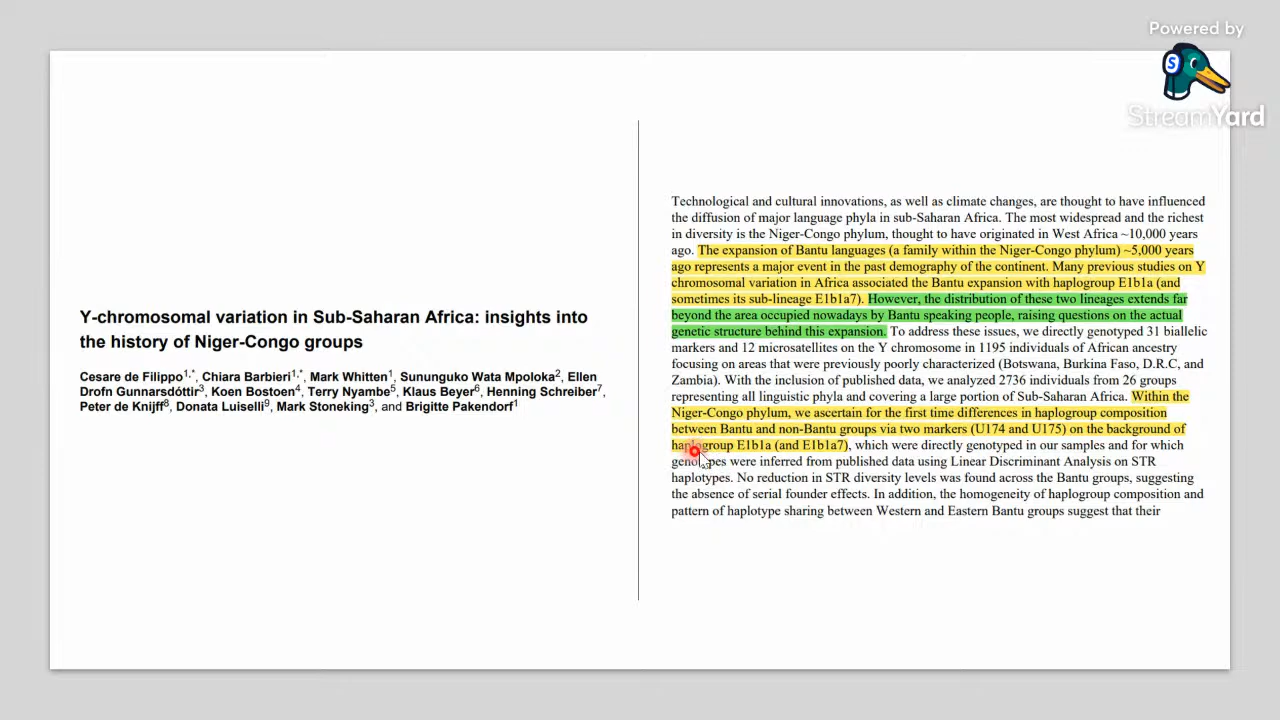 Powered by
S
StreamYard
Y-chromosomal variation in Sub-Saharan Africa: insights into
the history of Niger-Congo groups
Cesare de Filippo1,*, Chiara Barbieri1,*, Mark Whitten1, Sununguko Wata Mpoloka2, Ellen
Drofn Gunnarsdóttir3, Koen Bostoen4, Terry Nyambe5, Klaus Beyer6, Henning Schreiber7,
Peter de Knijff8, Donata Luiselli9, Mark Stoneking3, and Brigitte Pakendorf1
Technological and cultural innovations, as well as climate changes, are thought to have influenced
the diffusion of major language phyla in sub-Saharan Africa. The most widespread and the richest
in diversity is the Niger-Congo phylum, thought to have originated in West Africa ~10,000 years
ago. The expansion of Bantu languages (a family within the Niger-Congo phylum) ~5,000 years
ago represents a major event in the past demography of the continent. Many previous studies on Y
chromosomal variation in Africa associated the Bantu expansion with haplogroup E1b1a (and
sometimes its sub-lineage E1b1a7). However, the distribution of these two lineages extends far
beyond the area occupied nowadays by Bantu speaking people, raising questions on the actual
genetic structure behind this expansion. To address these issues, we directly genotyped 31 biallelic
markers and 12 microsatellites on the Y chromosome in 1195 individuals of African ancestry
focusing on areas that were previously poorly characterized (Botswana, Burkina Faso, D.R.C, and
Zambia). With the inclusion of published data, we analyzed 2736 individuals from 26 groups
representing all linguistic phyla and covering a large portion of Sub-Saharan Africa. Within the
Niger-Congo phylum, we ascertain for the first time differences in haplogroup composition
between Bantu and non-Bantu groups via two markers (U174 and U175) on the background of
haplogroup E1b1a (and E1b1a7), which were directly genotyped in our samples and for which
genotypes were inferred from published data using Linear Discriminant Analysis on STR
haplotypes. No reduction in STR diversity levels was found across the Bantu groups, suggesting
the absence of serial founder effects. In addition, the homogeneity of haplogroup composition and
pattern of haplotype sharing between Western and Eastern Bantu groups suggest that their